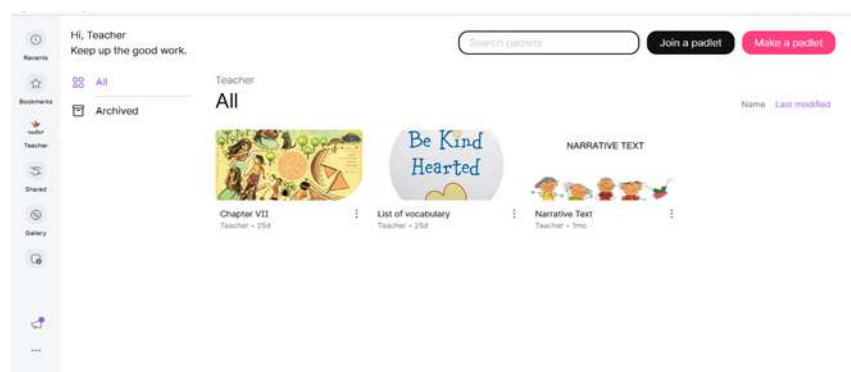 Hi, Teacher
Keep up the good work.
Search padlets
Join a padlet
Make a padlet
Recents
Bookmarks
padlet
Teacher
Shared
Gallery
All
Archived
Teacher
All
Name Last modified
Be Kind
Hearted
NARRATIVE TEXT
Chapter VII
Teacher • 25d
List of vocabulary
Teacher • 25d
Narrative Text
Teacher • 1mo